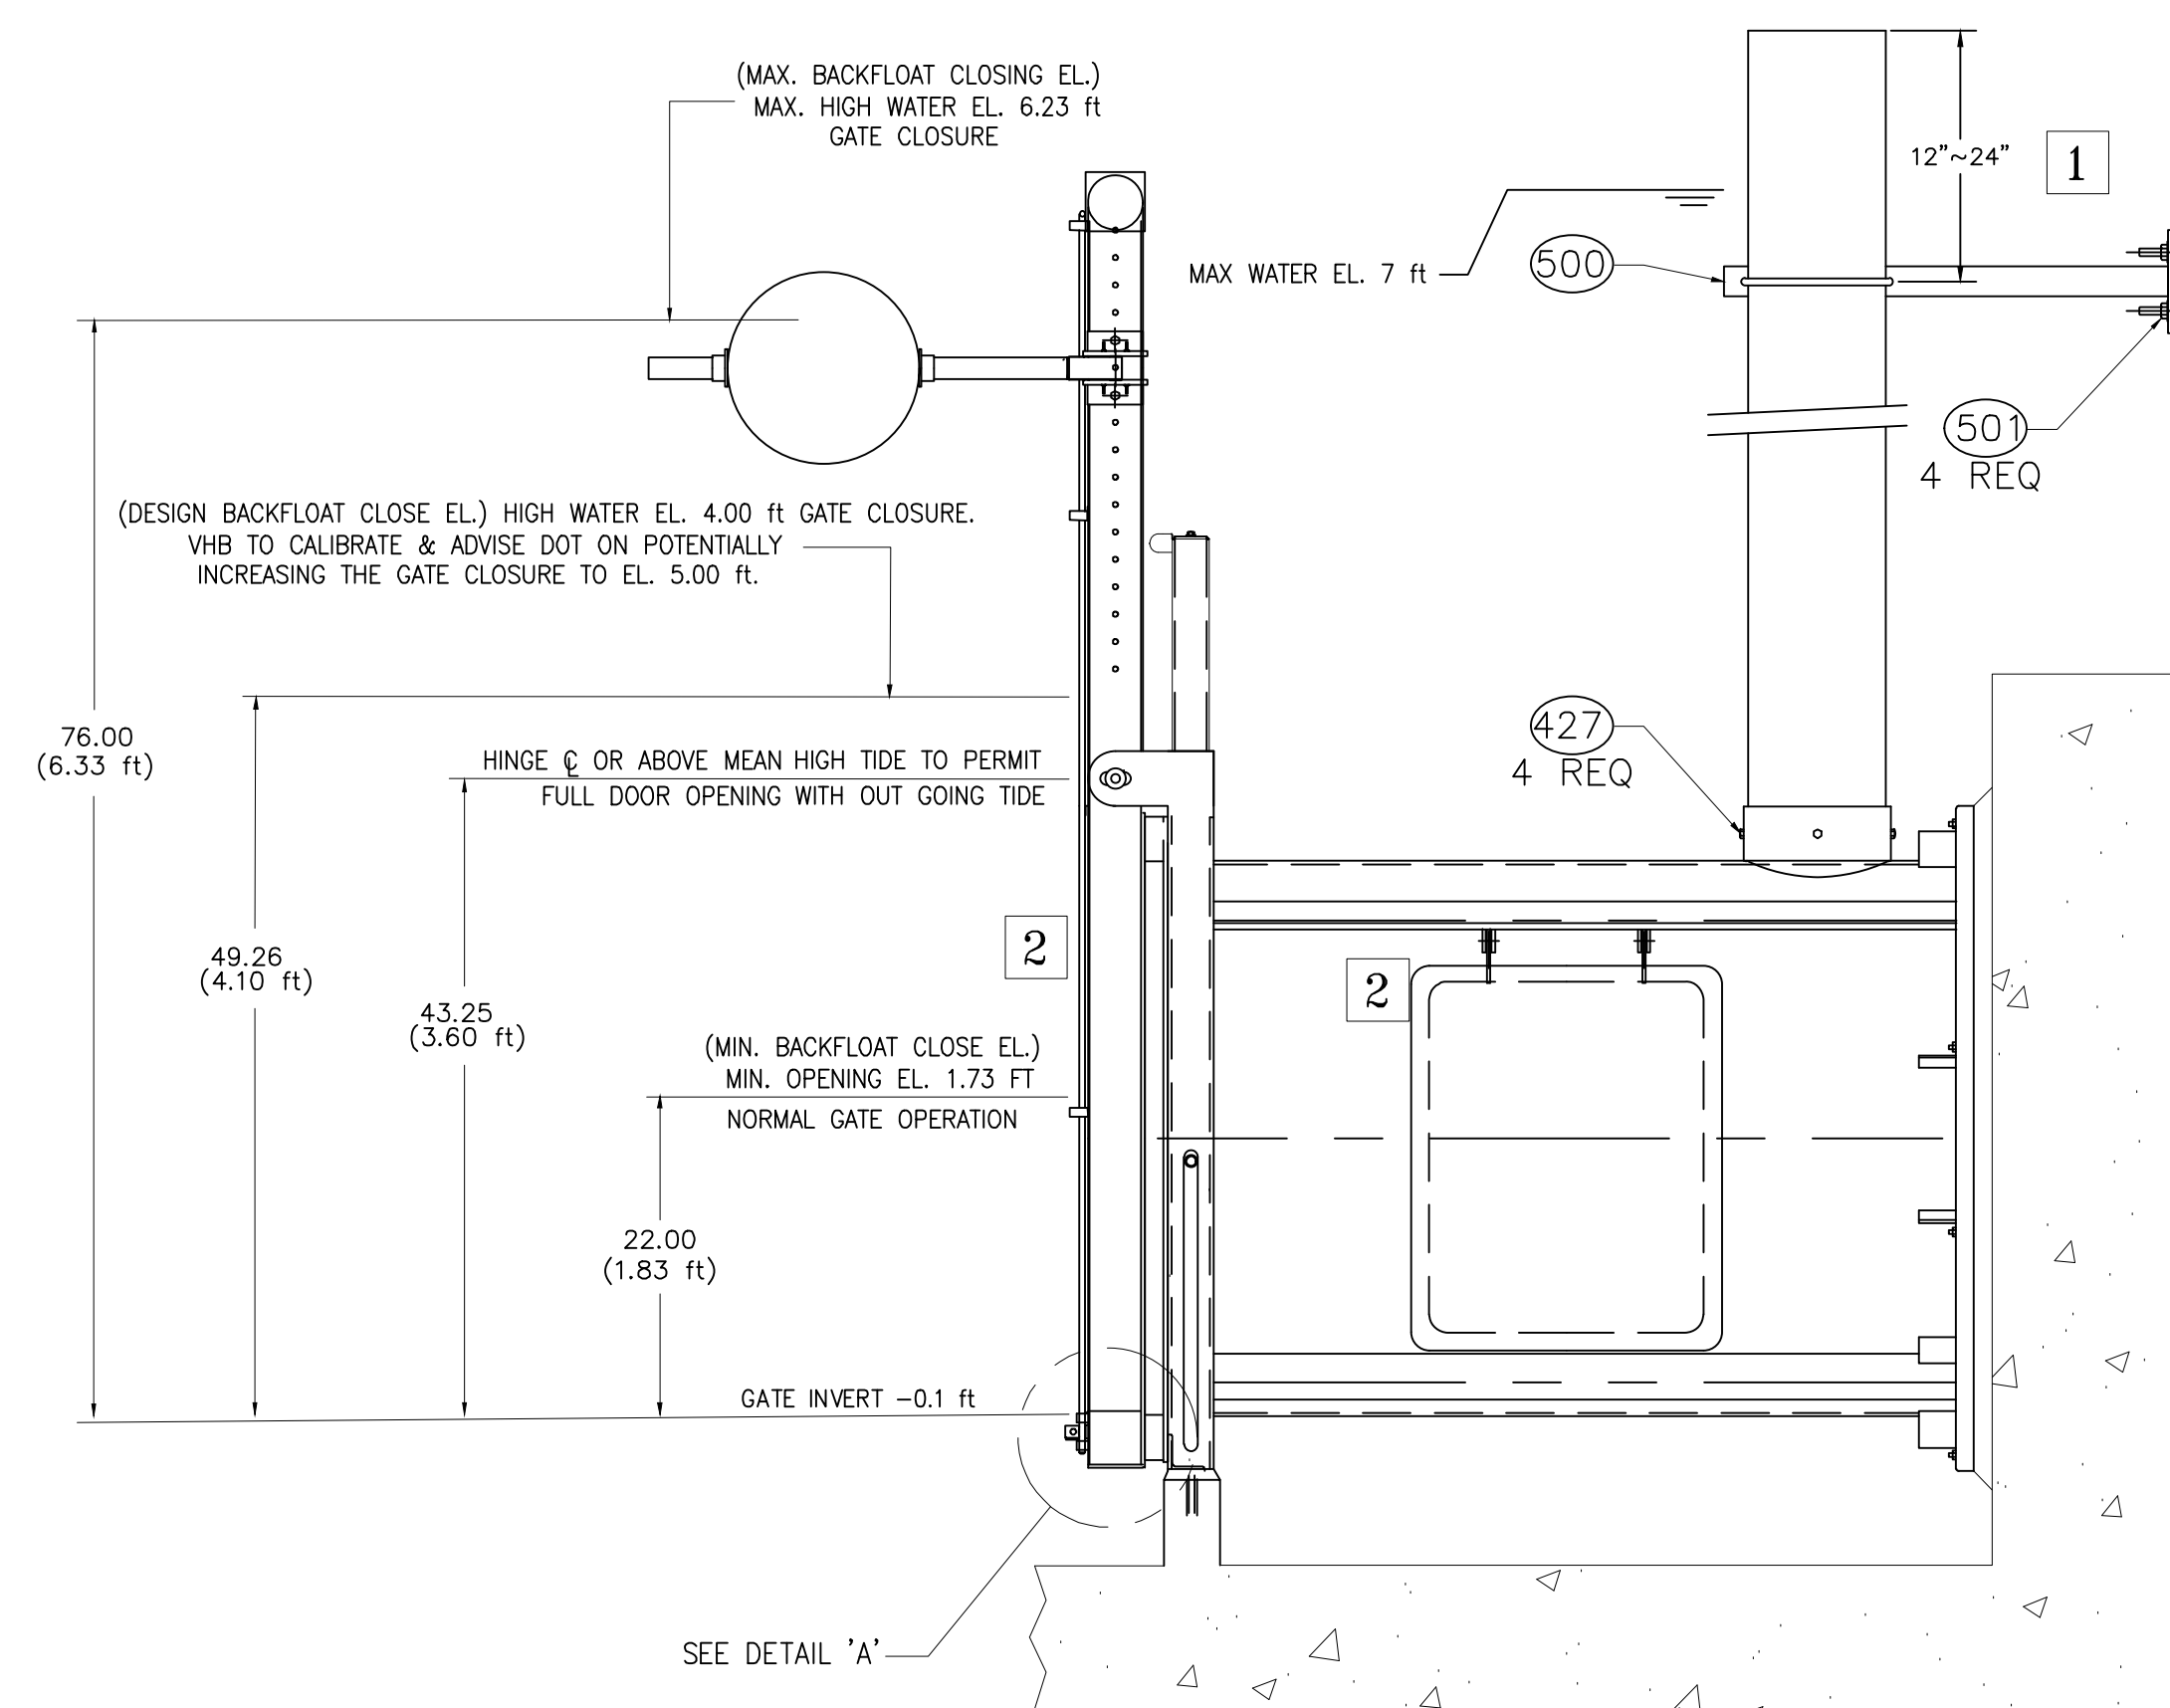 (MAX. BACKFLOAT CLOSING EL.)
MAX. HIGH WATER EL. 6.23 ft
GATE CLOSURE
12"~24"
1
MAX WATER EL. 7 ft
500
501
4 REQ
(DESIGN BACKFLOAT CLOSE EL.) HIGH WATER EL. 4.00 ft GATE CLOSURE.
VHB TO CALIBRATE & ADVISE DOT ON POTENTIALLY
INCREASING THE GATE CLOSURE TO EL. 5.00 ft.
76.00
(6.33 ft)
427
4 REQ
HINGE ℄ OR ABOVE MEAN HIGH TIDE TO PERMIT
FULL DOOR OPENING WITH OUT GOING TIDE
49.26
(4.10 ft)
2
2
43.25
(3.60 ft)
(MIN. BACKFLOAT CLOSE EL.)
MIN. OPENING EL. 1.73 FT
NORMAL GATE OPERATION
22.00
(1.83 ft)
GATE INVERT -0.1 ft
SEE DETAIL 'A'